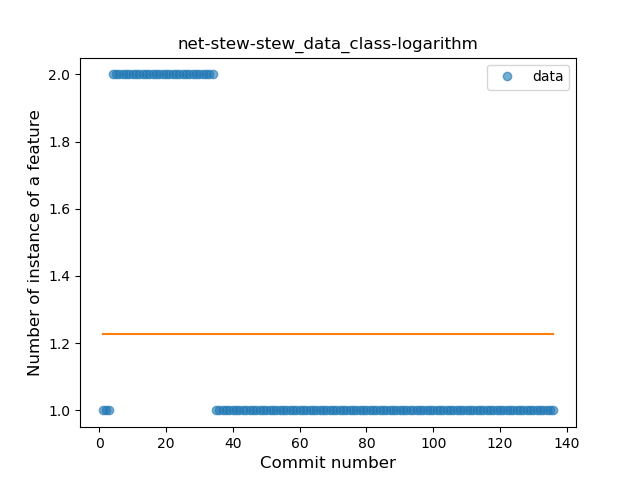 net-stew-stew_data_class-logarithm
data
Number of instance of a feature
2.0
1.8
1.6
1.4
1.2
1.0
0 20 40 60 80 100 120 140
Commit number